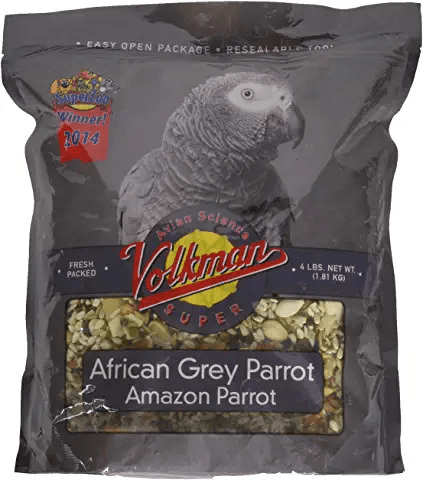 • EASY OPEN PACKAGE • RESEALABLE TOO!
Winner!
2014
Avian Science
Volkman
SUPER
• FRESH PACKED •
• 4 LBS. NET WT. (1.81 KG) •
African Grey Parrot
Amazon Parrot